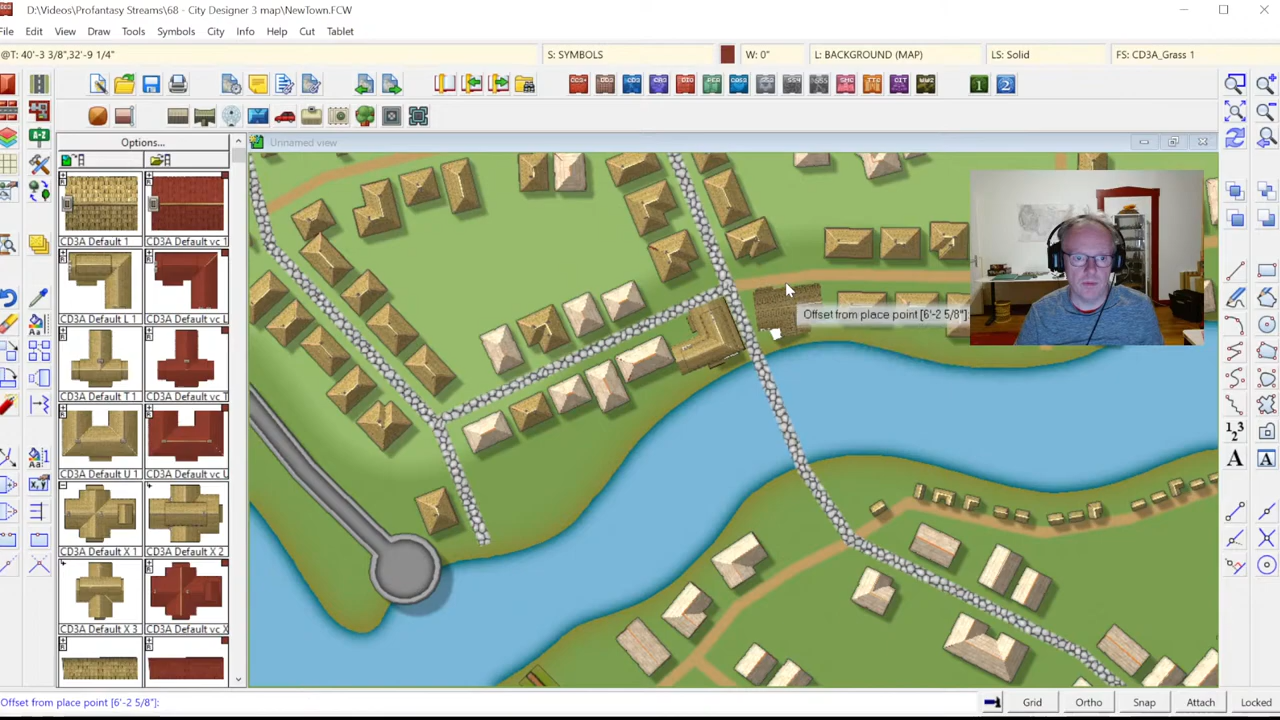 D:\Videos\Profantasy Streams\68 - City Designer 3 map\NewTown.FCW
File Edit View Draw Tools Symbols City Info Help Cut Tablet
@T: 40'-3 3/8",32'-9 1/4" S: SYMBOLS W: 0" L: BACKGROUND (MAP) LS: Solid FS: CD3A_Grass 1
Options...
Unnamed view
CD3A Default 1 CD3A Default vc 1
CD3A Default L 1 CD3A Default vc L
CD3A Default T 1 CD3A Default vc T
CD3A Default U 1 CD3A Default vc U
CD3A Default X 1 CD3A Default X 2
CD3A Default X 3 CD3A Default vc X
Offset from place point [6'-2 5/8"]:
Offset from place point [6'-2 5/8"]: Grid Ortho Snap Attach Locked